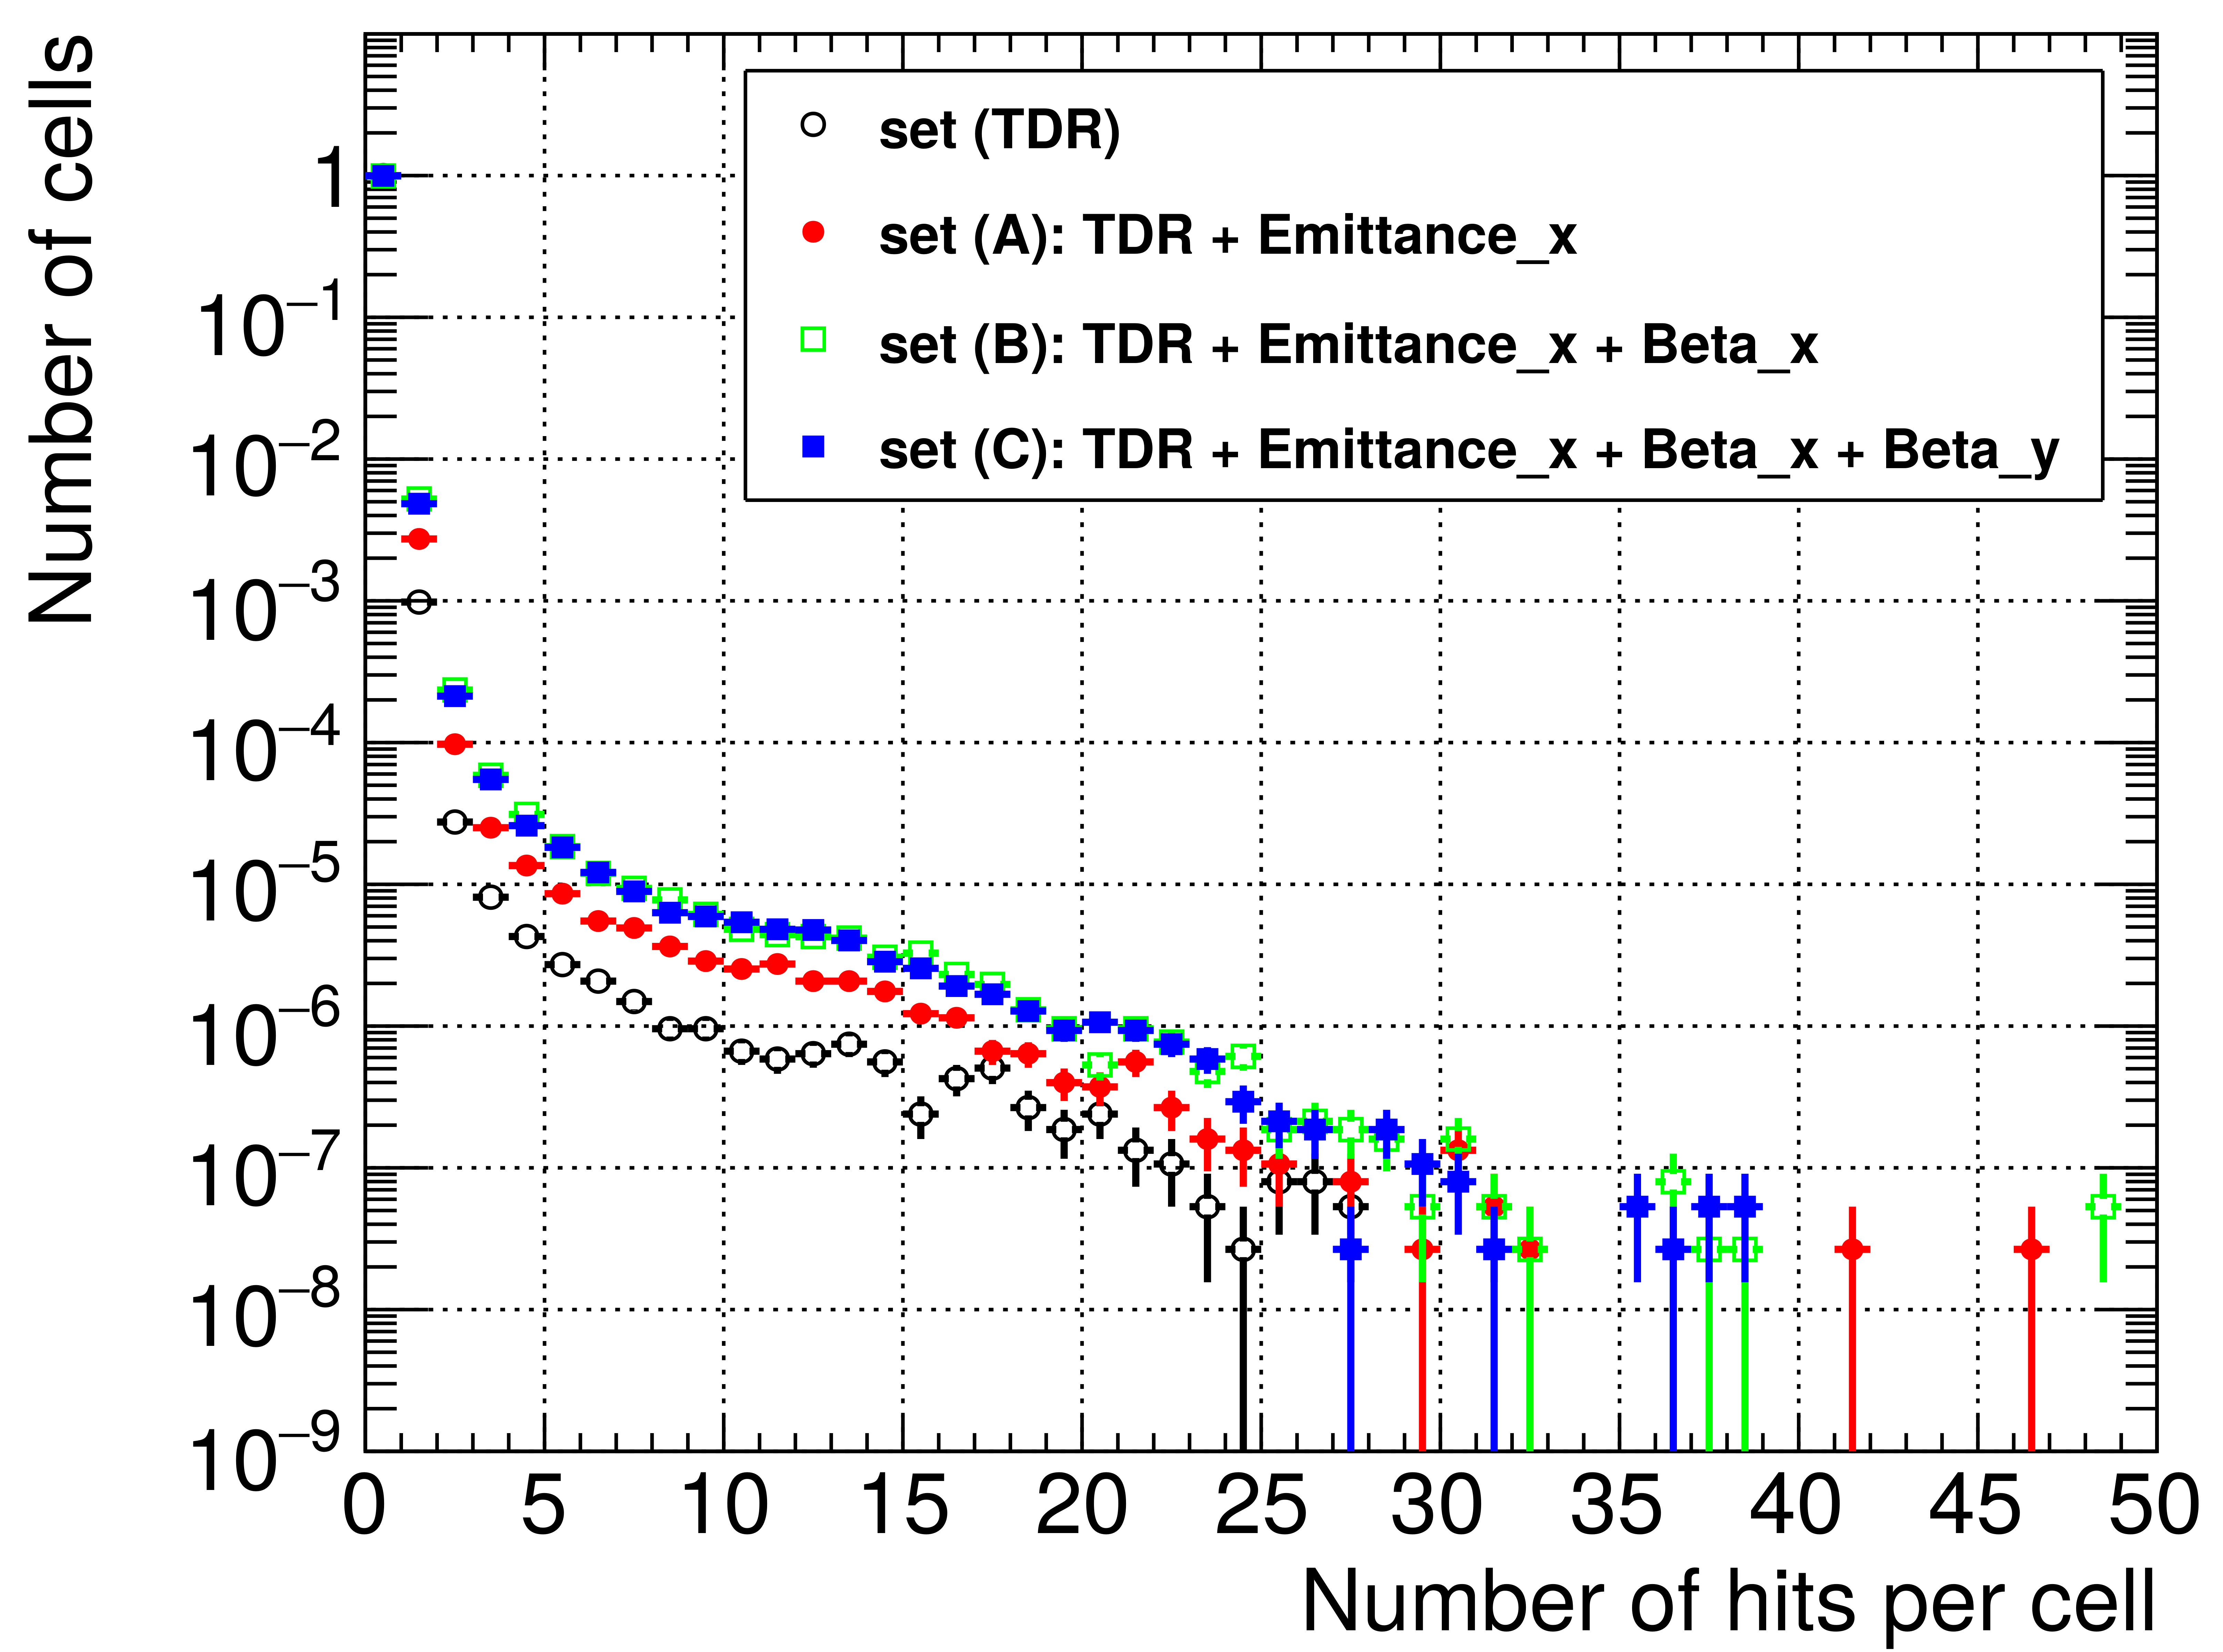 Number of cells
set (TDR)
set (A): TDR + Emittance_x
set (B): TDR + Emittance_x + Beta_x
set (C): TDR + Emittance_x + Beta_x + Beta_y
1
10⁻¹
10⁻²
10⁻³
10⁻⁴
10⁻⁵
10⁻⁶
10⁻⁷
10⁻⁸
10⁻⁹
0 5 10 15 20 25 30 35 40 45 50
Number of hits per cell